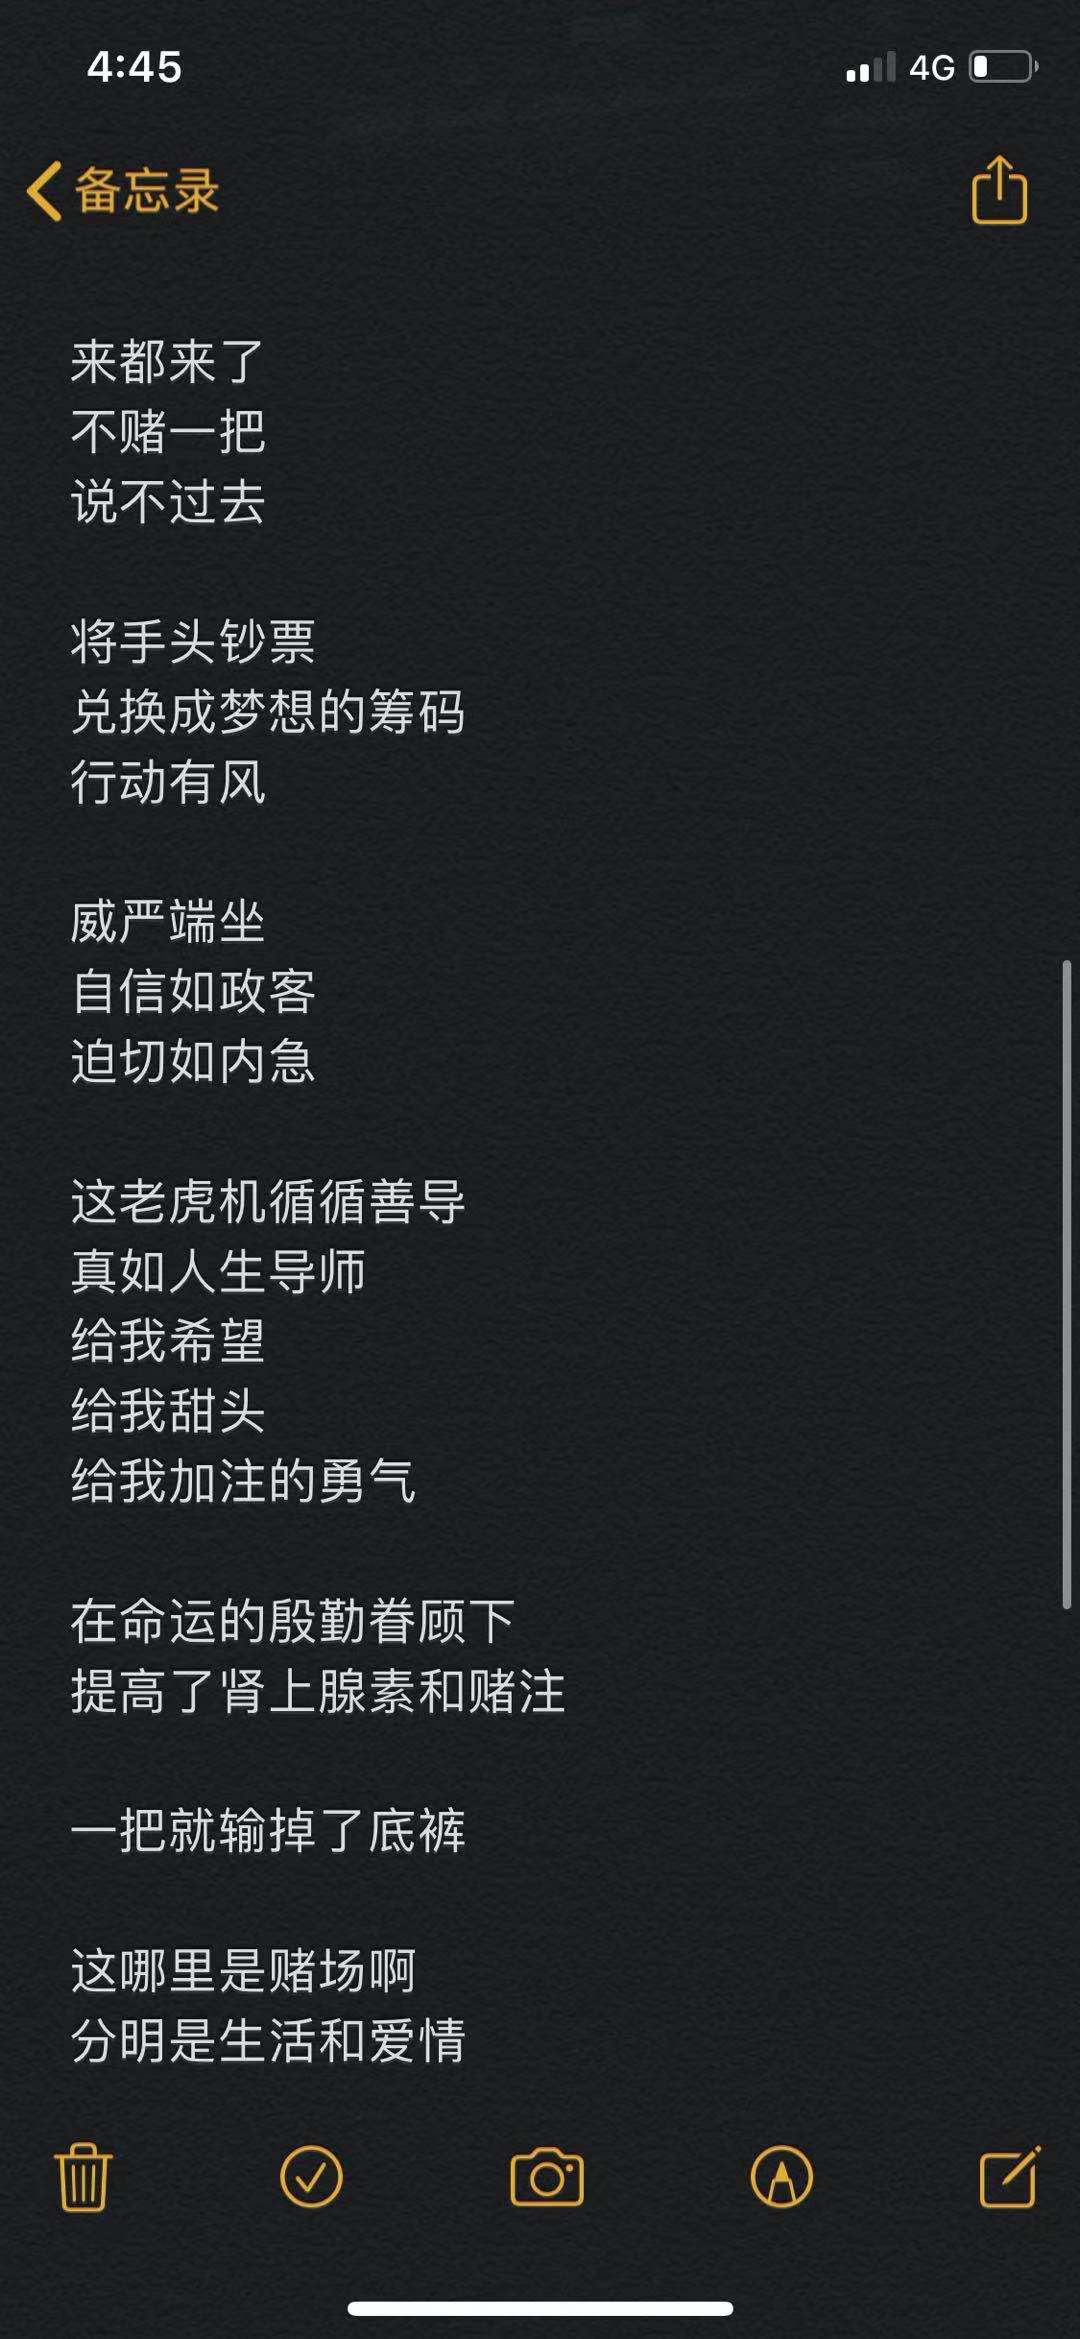 4:45
4G
备忘录
来都来了
不赌一把
说不过去
将手头钞票
兑换成梦想的筹码
行动有风
威严端坐
自信如政客
迫切如内急
这老虎机循循善导
真如人生导师
给我希望
给我甜头
给我加注的勇气
在命运的殷勤眷顾下
提高了肾上腺素和赌注
一把就输掉了底裤
这哪里是赌场啊
分明是生活和爱情